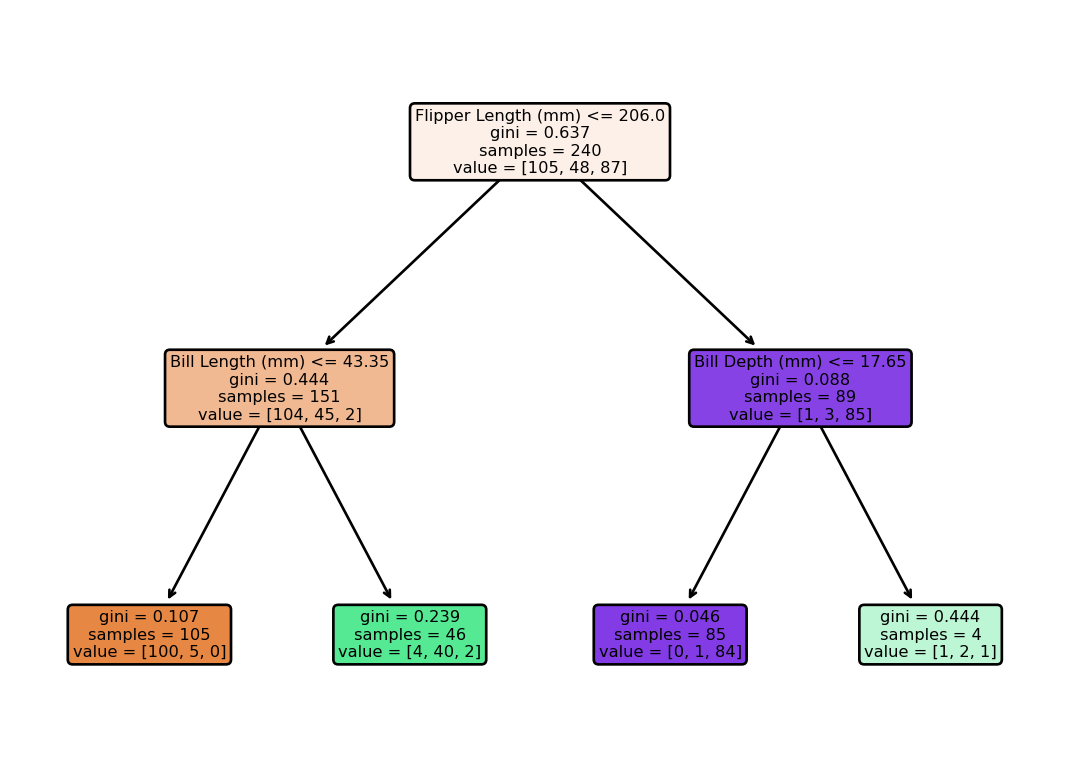 Flipper Length (mm) <= 206.0
gini = 0.637
samples = 240
value = [105, 48, 87]
Bill Length (mm) <= 43.35
gini = 0.444
samples = 151
value = [104, 45, 2]
Bill Depth (mm) <= 17.65
gini = 0.088
samples = 89
value = [1, 3, 85]
gini = 0.107
samples = 105
value = [100, 5, 0]
gini = 0.239
samples = 46
value = [4, 40, 2]
gini = 0.046
samples = 85
value = [0, 1, 84]
gini = 0.444
samples = 4
value = [1, 2, 1]